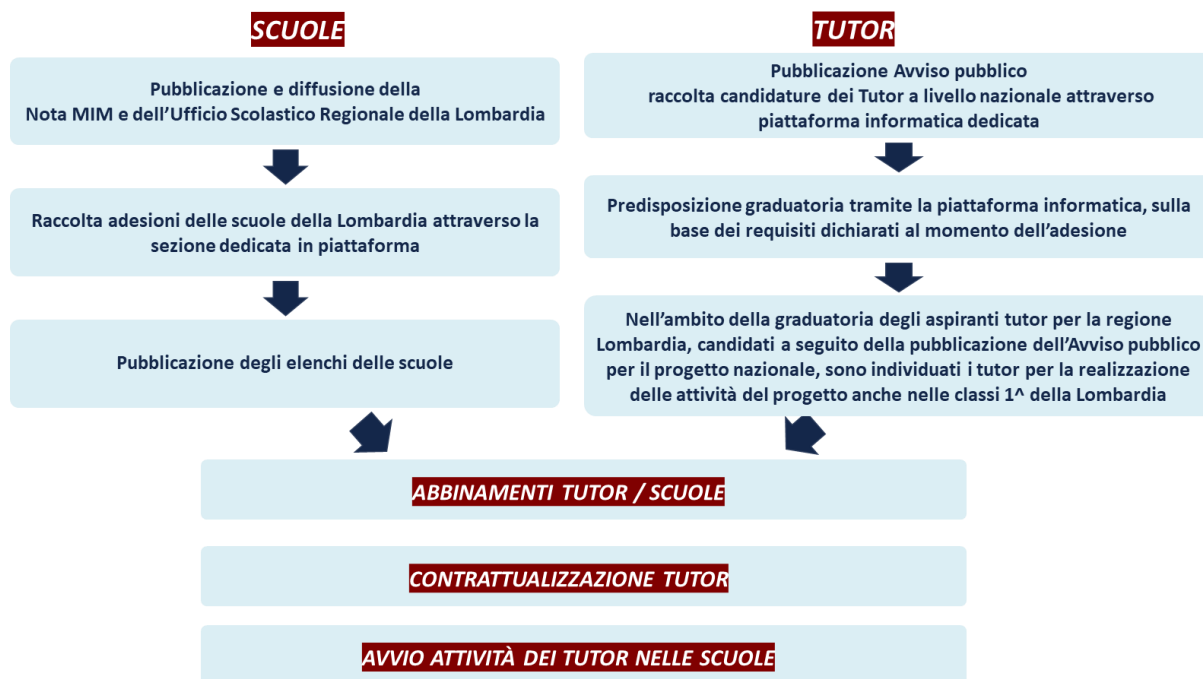 SCUOLE
Pubblicazione e diffusione della
Nota MIM e dell'Ufficio Scolastico Regionale della Lombardia
Raccolta adesioni delle scuole della Lombardia attraverso la
sezione dedicata in piattaforma
Pubblicazione degli elenchi delle scuole
TUTOR
Pubblicazione Avviso pubblico
raccolta candidature dei Tutor a livello nazionale attraverso
piattaforma informatica dedicata
Predisposizione graduatoria tramite la piattaforma informatica, sulla
base dei requisiti dichiarati al momento dell'adesione
Nell'ambito della graduatoria degli aspiranti tutor per la regione
Lombardia, candidati a seguito della pubblicazione dell'Avviso pubblico
per il progetto nazionale, sono individuati i tutor per la realizzazione
delle attività del progetto anche nelle classi 1^ della Lombardia
ABBINAMENTI TUTOR / SCUOLE
CONTRATTUALIZZAZIONE TUTOR
AVVIO ATTIVITÀ DEI TUTOR NELLE SCUOLE